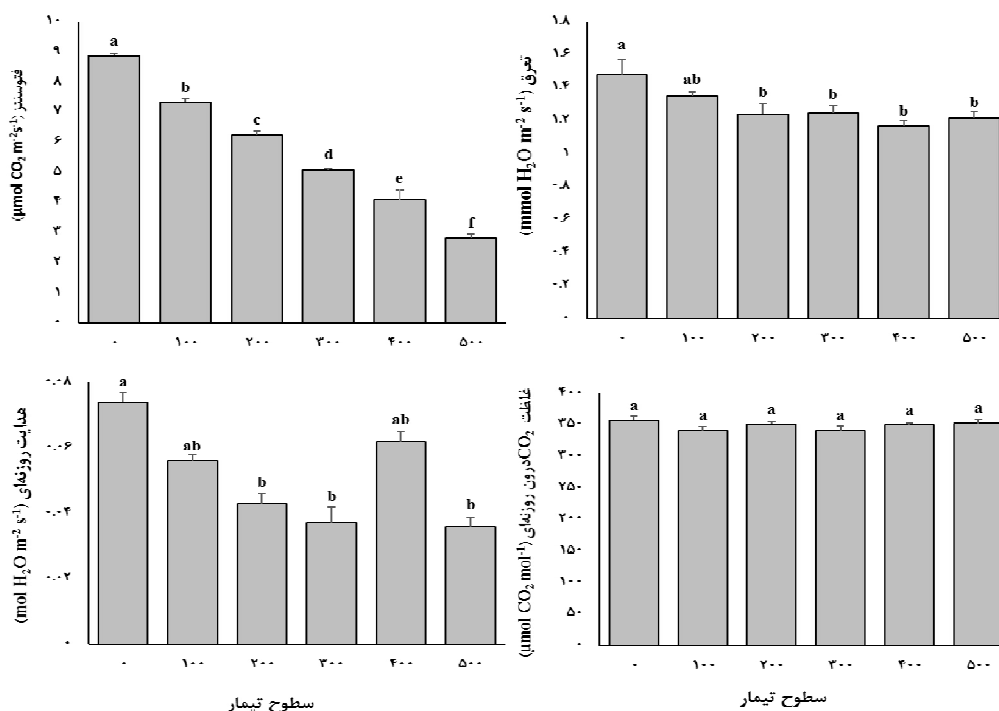 فتوسنتز (µmol CO₂ m⁻²s⁻¹)
۱۰
۹
۸
۷
۶
۵
۴
۳
۲
۱
۰
a
b
c
d
e
f
۰ ۱۰۰ ۲۰۰ ۳۰۰ ۴۰۰ ۵۰۰
تعرق (mmol H₂O m⁻² s⁻¹)
۱.۸
۱.۶
۱.۴
۱.۲
۱
۰.۸
۰.۶
۰.۴
۰.۲
۰
a
ab
b
b
b
b
۰ ۱۰۰ ۲۰۰ ۳۰۰ ۴۰۰ ۵۰۰
هدایت روزنه‌ای (mol H₂O m⁻² s⁻¹)
۰.۰۸
۰.۰۶
۰.۰۴
۰.۰۲
۰
a
ab
b
b
ab
b
۰ ۱۰۰ ۲۰۰ ۳۰۰ ۴۰۰ ۵۰۰
سطوح تیمار
غلظت CO₂ درون روزنه‌ای (µmol CO₂ mol⁻¹)
۴۰۰
۳۵۰
۳۰۰
۲۵۰
۲۰۰
۱۵۰
۱۰۰
۵۰
۰
a
a
a
a
a
a
۰ ۱۰۰ ۲۰۰ ۳۰۰ ۴۰۰ ۵۰۰
سطوح تیمار